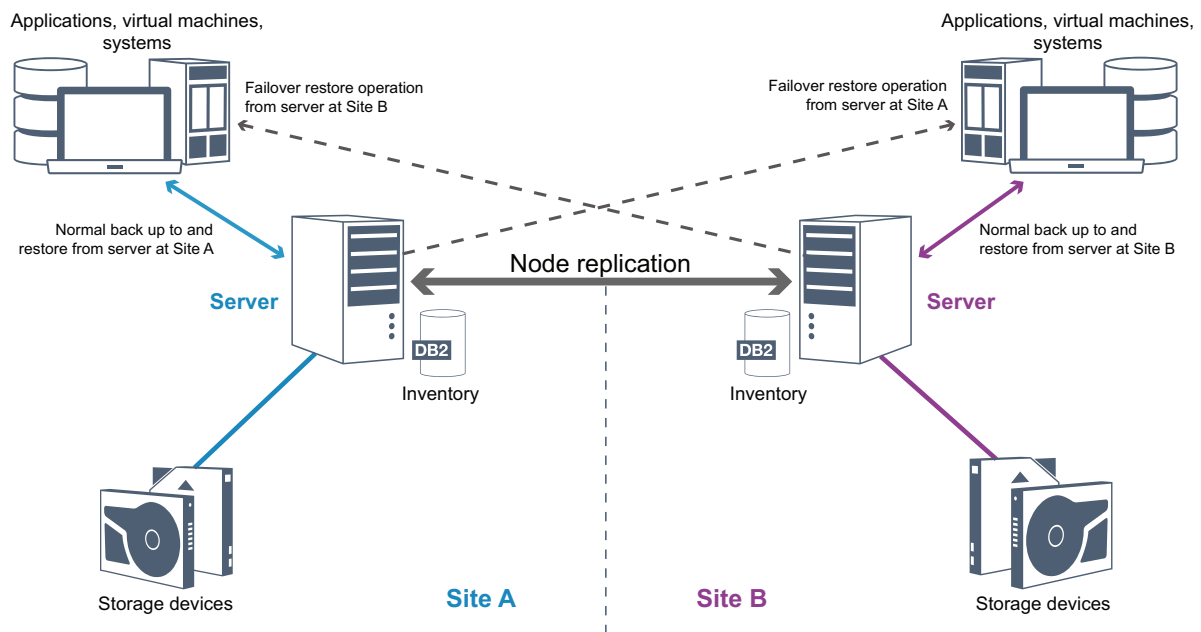 Applications, virtual machines,
systems
Applications, virtual machines,
systems
Failover restore operation
from server at Site B
Failover restore operation
from server at Site A
Normal back up to and
restore from server at Site A
Normal back up to and
restore from server at Site B
Node replication
Server
Server
DB2
DB2
Inventory
Inventory
Storage devices
Site A
Site B
Storage devices